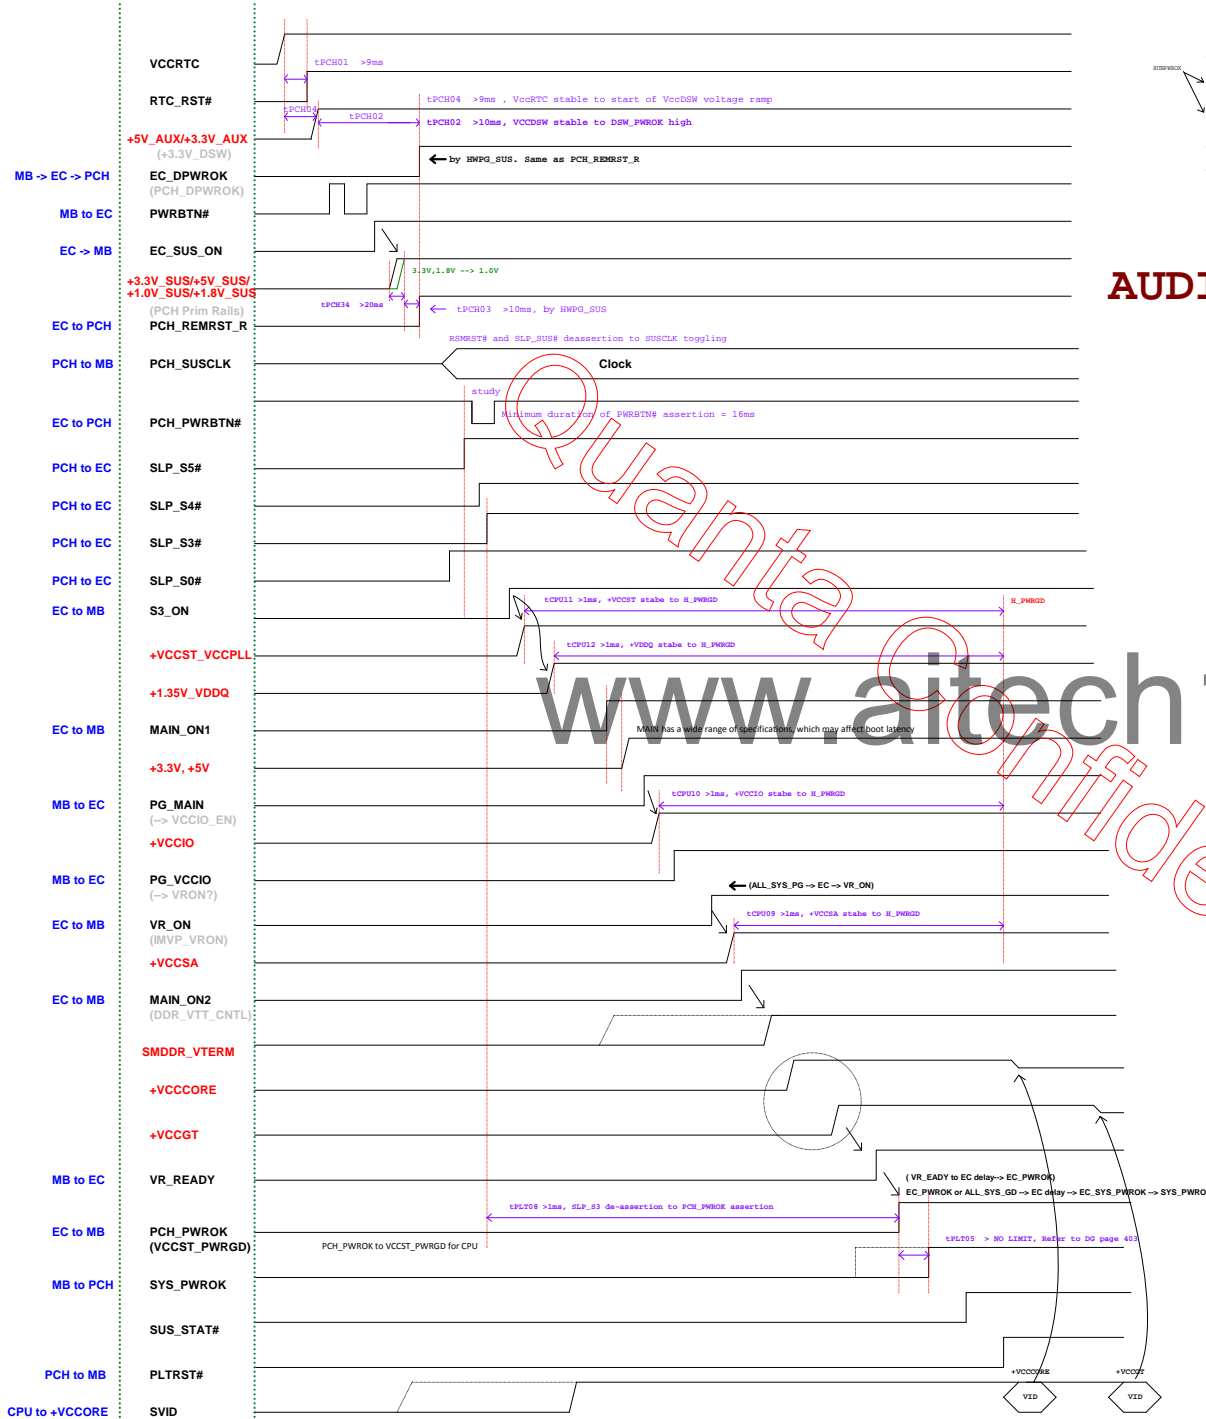 VCCRTC
tPCH01 >9ms
RUNPWROK
RTC_RST#
tPCH04
tPCH04 >9ms , VccRTC stable to start of VccDSW voltage ramp
tPCH02
tPCH02 >10ms, VCCDSW stable to DSW_PWROK high
+5V_AUX/+3.3V_AUX
(+3.3V_DSW)
by HWPG_SUS. Same as PCH_REMRST_R
MB -> EC -> PCH EC_DPWROK
(PCH_DPWROK)
MB to EC PWRBTN#
EC -> MB EC_SUS_ON
3.3V,1.8V --> 1.0V
+3.3V_SUS/+5V_SUS/
+1.0V_SUS/+1.8V_SUS
AUDI
(PCH Prim Rails)
tPCH34 >20ms
tPCH03 >10ms, by HWPG_SUS
EC to PCH PCH_REMRST_R
RSMRST# and SLP_SUS# deassertion to SUSCLK toggling
PCH to MB PCH_SUSCLK Clock
study
Minimum duration of PWRBTN# assertion = 16ms
EC to PCH PCH_PWRBTN#
PCH to EC SLP_S5#
PCH to EC SLP_S4#
PCH to EC SLP_S3#
PCH to EC SLP_S0#
EC to MB S3_ON
tCPU11 >1ms, +VCCST stabe to H_PWRGD
H_PWRGD
+VCCST_VCCPLL
tCPU12 >1ms, +VDDQ stabe to H_PWRGD
+1.35V_VDDQ
www.aitech1
Quanta Confide
EC to MB MAIN_ON1
MAIN has a wide range of specifications, which may affect boot latency
+3.3V, +5V
MB to EC PG_MAIN
(--> VCCIO_EN)
tCPU10 >1ms, +VCCIO stabe to H_PWRGD
+VCCIO
MB to EC PG_VCCIO
(--> VRON?)
(ALL_SYS_PG --> EC --> VR_ON)
EC to MB VR_ON
(IMVP_VRON)
tCPU09 >1ms, +VCCSA stabe to H_PWRGD
+VCCSA
EC to MB MAIN_ON2
(DDR_VTT_CNTL)
SMDDR_VTERM
+VCCCORE
+VCCGT
MB to EC VR_READY
( VR_EADY to EC delay--> EC_PWROK)
EC_PWROK or ALL_SYS_GD --> EC delay --> EC_SYS_PWROK --> SYS_PWRO
tPLT08 >1ms, SLP_S3 de-assertion to PCH_PWROK assertion
EC to MB PCH_PWROK
(VCCST_PWRGD)
PCH_PWROK to VCCST_PWRGD for CPU
tPLT05 > NO LIMIT, Refer to DG page 403
MB to PCH SYS_PWROK
SUS_STAT#
PCH to MB PLTRST#
+VCCCORE +VCCGT
VID VID
CPU to +VCCORE SVID